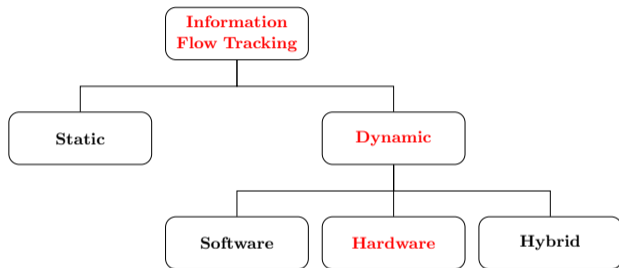 Information
Flow Tracking
Static
Dynamic
Software
Hardware
Hybrid